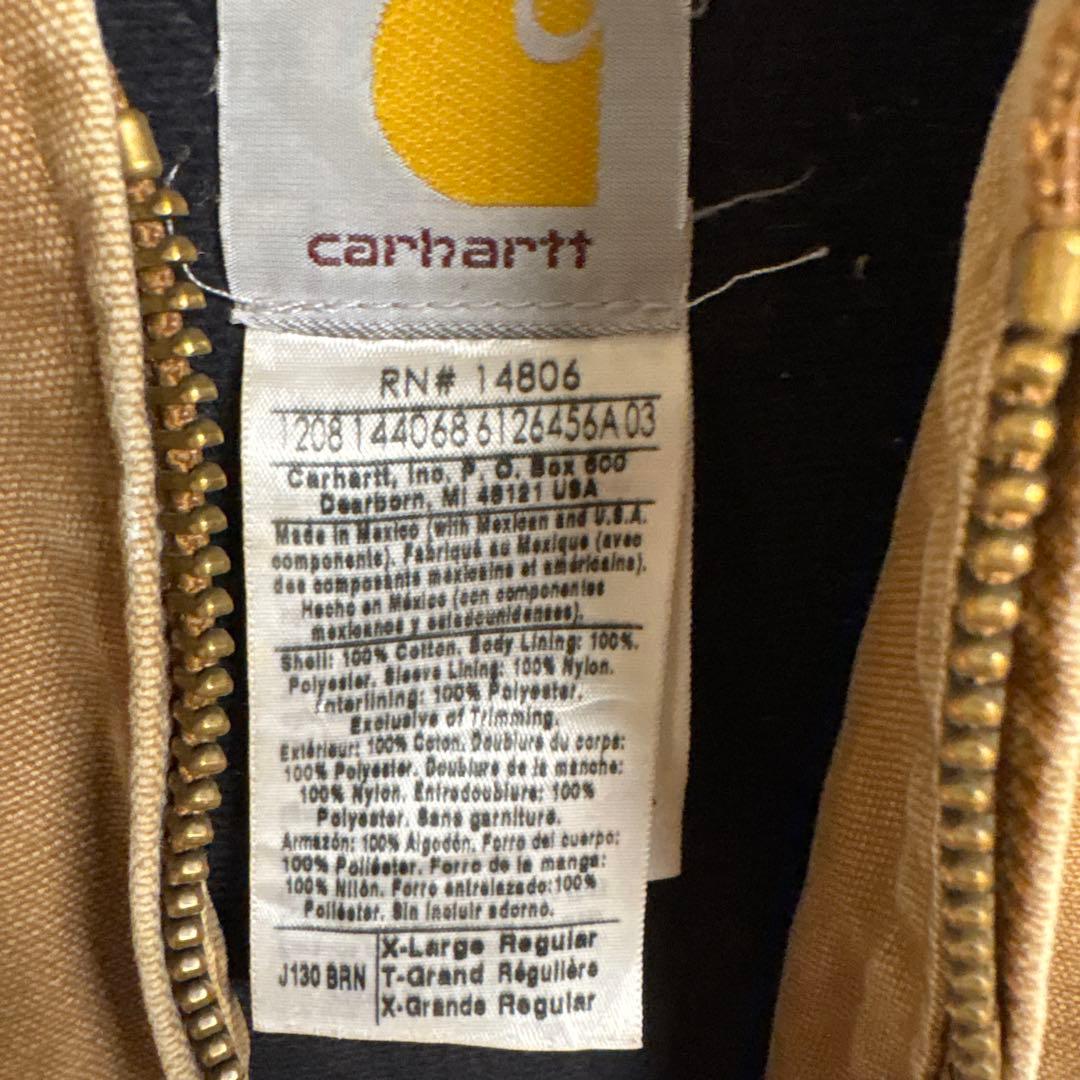 carhartt
RN# 14806
1208 144068 6126456A 03
Carhartt, Inc. P. O. Box 600
Dearborn, MI 48121 USA
Made in Mexico (with Mexican and U.S.A.
components). Fabriqué au Mexique (avec
des composants mexicains et américains).
Hecho en México (con componentes
mexicanos y estadounidenses).
Shell: 100% Cotton. Body Lining: 100%.
Polyester. Sleeve Lining: 100% Nylon.
Interlining: 100% Polyester.
Exclusive of Trimming.
Extérieur: 100% Coton. Doublure du corps:
100% Polyester. Doublure de la manche:
100% Nylon. Entredoublure: 100%
Polyester. Sans garniture.
Armazón: 100% Algodón. Forro del cuerpo:
100% Poliéster. Forro de la manga:
100% Nilón. Forro entrelazado:100%
Poliéster. Sin incluir adorno.
J130 BRN X-Large Regular
T-Grand Régulière
X-Grande Regular